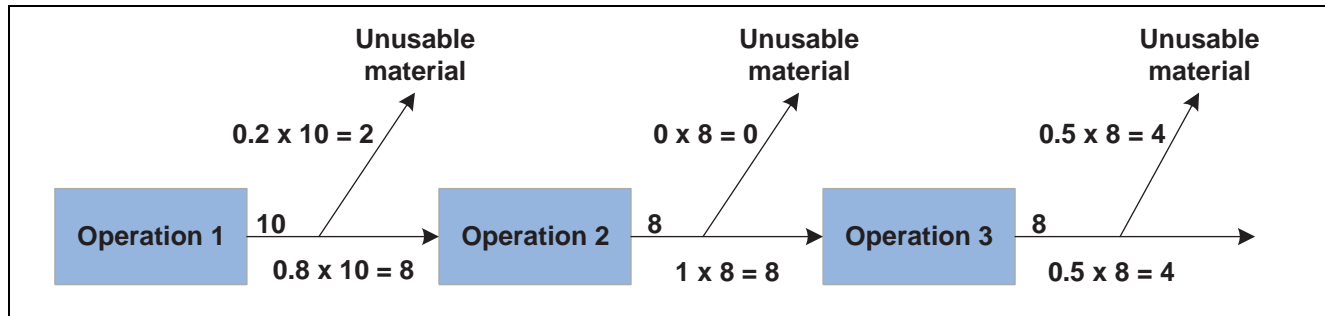 Unusable
material
Unusable
material
Unusable
material
0.2 x 10 = 2
0 x 8 = 0
0.5 x 8 = 4
Operation 1
10
Operation 2
8
Operation 3
8
0.8 x 10 = 8
1 x 8 = 8
0.5 x 8 = 4